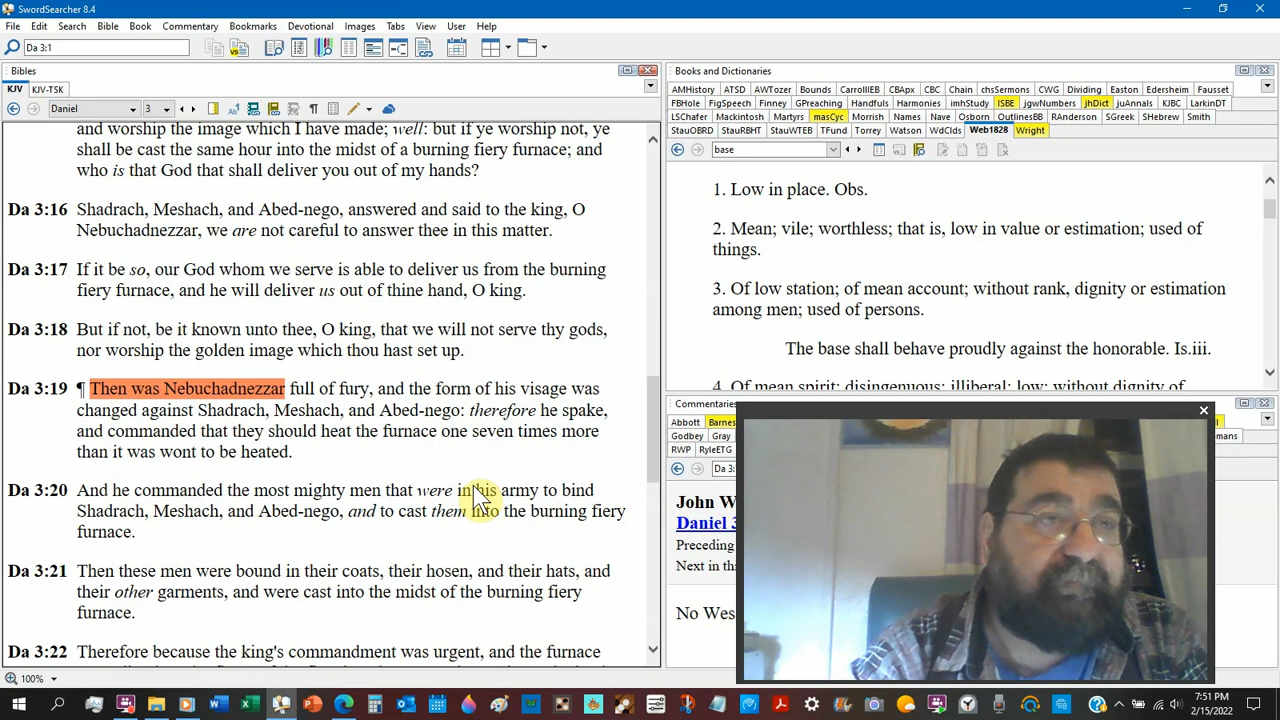 SwordSearcher 8.4
File Edit Search Bible Book Commentary Bookmarks Devotional Images Tabs View User Help
Da 3:1
Bibles
KJV KJV-TSK
Daniel 3
and worship the image which I have made; well: but if ye worship not, ye
shall be cast the same hour into the midst of a burning fiery furnace; and
who is that God that shall deliver you out of my hands?
Da 3:16 Shadrach, Meshach, and Abed-nego, answered and said to the king, O
Nebuchadnezzar, we are not careful to answer thee in this matter.
Da 3:17 If it be so, our God whom we serve is able to deliver us from the burning
fiery furnace, and he will deliver us out of thine hand, O king.
Da 3:18 But if not, be it known unto thee, O king, that we will not serve thy gods,
nor worship the golden image which thou hast set up.
Da 3:19 ¶ Then was Nebuchadnezzar full of fury, and the form of his visage was
changed against Shadrach, Meshach, and Abed-nego: therefore he spake,
and commanded that they should heat the furnace one seven times more
than it was wont to be heated.
Da 3:20 And he commanded the most mighty men that were in his army to bind
Shadrach, Meshach, and Abed-nego, and to cast them into the burning fiery
furnace.
Da 3:21 Then these men were bound in their coats, their hosen, and their hats, and
their other garments, and were cast into the midst of the burning fiery
furnace.
Da 3:22 Therefore because the king's commandment was urgent, and the furnace
100%
Books and Dictionaries
AMHistory ATSD AWTozer Bounds CarrollIEB CBApx CBC Chain chsSermons CWG Dividing Easton Edersheim Fausset
FBHole FigSpeech Finney GPreaching Handfuls Harmonies imhStudy ISBE jgwNumbers jhDict juAnnals KJBC LarkinDT
LSChafer Mackintosh Martyrs masCyc Morrish Names Nave Osborn OutlinesBB RAnderson SGreek SHebrew Smith
StauOBRD StauRBHT StauWTEB TFund Torrey Watson WdClds Web1828 Wright
base
1. Low in place. Obs.
2. Mean; vile; worthless; that is, low in value or estimation; used of
things.
3. Of low station; of mean account; without rank, dignity or estimation
among men; used of persons.
The base shall behave proudly against the honorable. Is.iii.
4. Of mean spirit; disingenuous; illiberal; low; without dignity of
Commentaries
Abbott Barnes
Godbey Gray
RWP RyleETG
Da 3:
John W
Daniel 3
Preceding
Next in th
No Wes
7:51 PM
2/15/2022